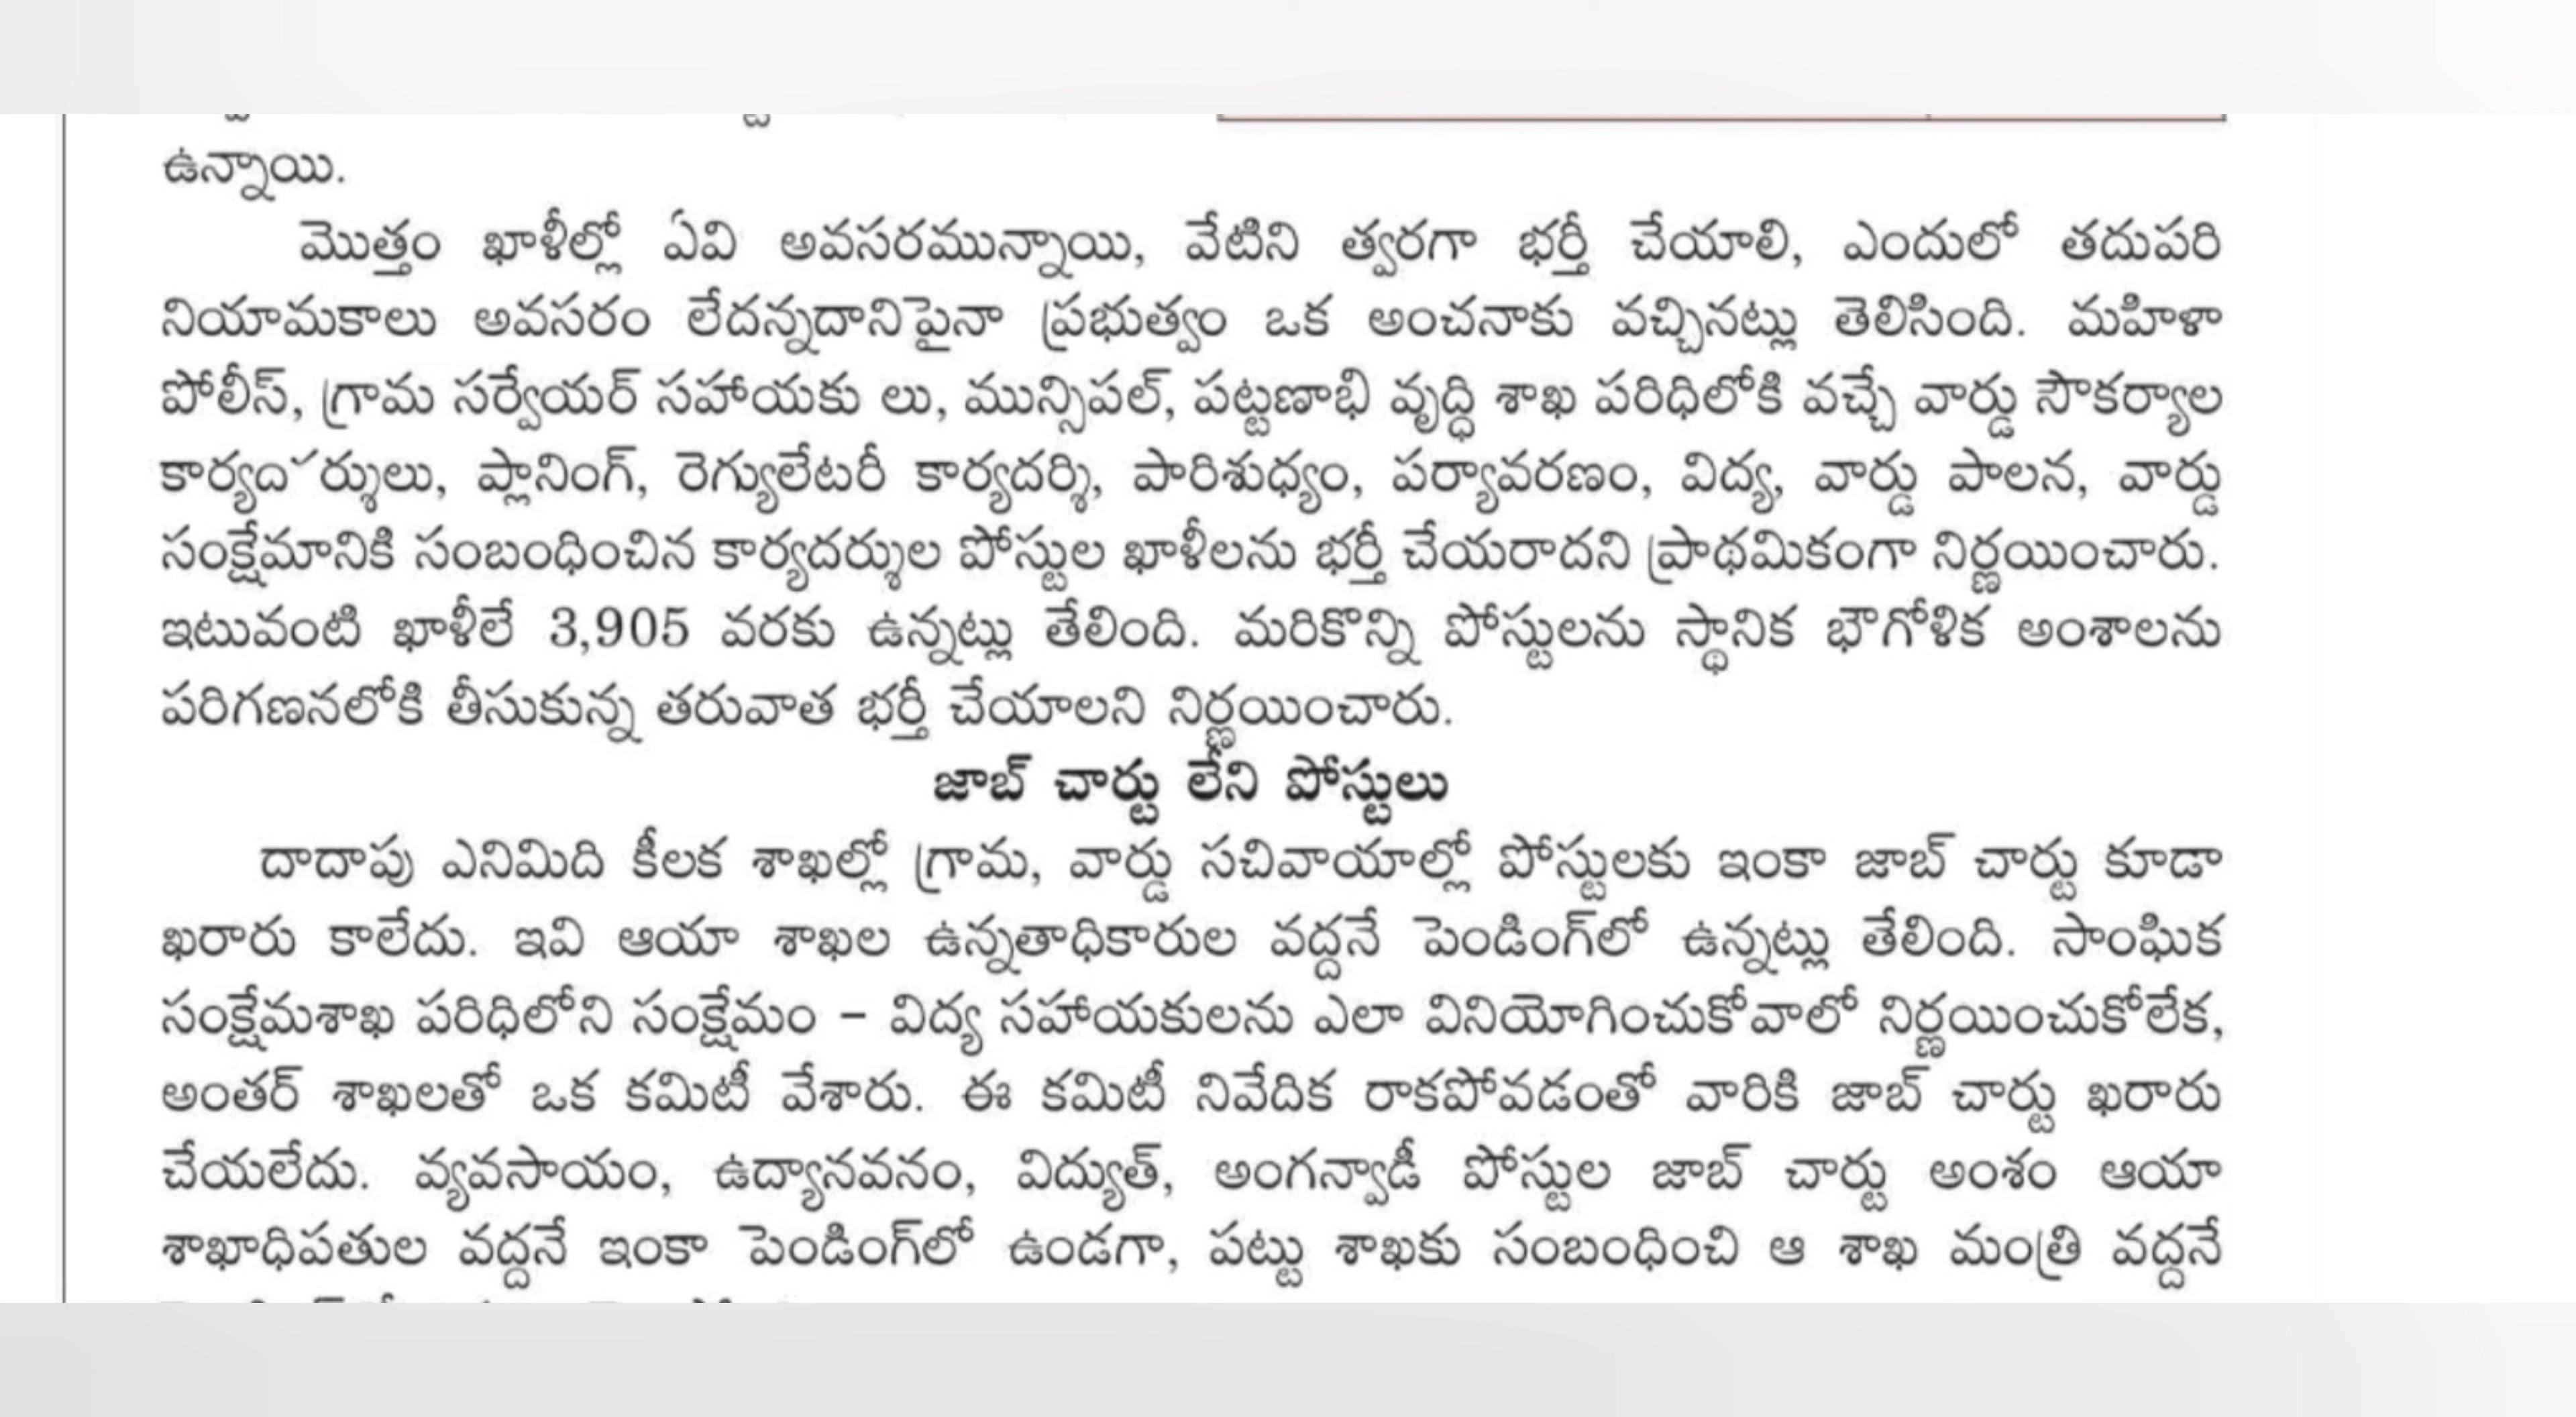 ఉన్నాయి.
మొత్తం ఖాళీల్లో ఏవి అవసరమున్నాయి, వేటిని త్వరగా భర్తీ చేయాలి, ఎందులో తదుపరి
నియామకాలు అవసరం లేదన్నదానిపైనా ప్రభుత్వం ఒక అంచనాకు వచ్చినట్లు తెలిసింది. మహిళా
పోలీస్, గ్రామ సర్వేయర్ సహాయకు లు, మున్సిపల్, పట్టణాభి వృద్ధి శాఖ పరిధిలోకి వచ్చే వార్డు సౌకర్యాల
కార్యదర్శులు, ప్లానింగ్, రెగ్యులేటరీ కార్యదర్శి, పారిశుధ్యం, పర్యావరణం, విద్య, వార్డు పాలన, వార్డు
సంక్షేమానికి సంబంధించిన కార్యదర్శుల పోస్టుల ఖాళీలను భర్తీ చేయరాదని ప్రాథమికంగా నిర్ణయించారు.
ఇటువంటి ఖాళీలే 3,905 వరకు ఉన్నట్లు తేలింది. మరికొన్ని పోస్టులను స్థానిక భౌగోళిక అంశాలను
పరిగణనలోకి తీసుకున్న తరువాత భర్తీ చేయాలని నిర్ణయించారు.
జాబ్ చార్టు లేని పోస్టులు
దాదాపు ఎనిమిది కీలక శాఖల్లో గ్రామ, వార్డు సచివాయాల్లో పోస్టులకు ఇంకా జాబ్ చార్టు కూడా
ఖరారు కాలేదు. ఇవి ఆయా శాఖల ఉన్నతాధికారుల వద్దనే పెండింగ్‌లో ఉన్నట్లు తేలింది. సాంఘిక
సంక్షేమశాఖ పరిధిలోని సంక్షేమం – విద్య సహాయకులను ఎలా వినియోగించుకోవాలో నిర్ణయించుకోలేక,
అంతర్ శాఖలతో ఒక కమిటీ వేశారు. ఈ కమిటీ నివేదిక రాకపోవడంతో వారికి జాబ్ చార్టు ఖరారు
చేయలేదు. వ్యవసాయం, ఉద్యానవనం, విద్యుత్, అంగన్వాడీ పోస్టుల జాబ్ చార్టు అంశం ఆయా
శాఖాధిపతుల వద్దనే ఇంకా పెండింగ్‌లో ఉండగా, పట్టు శాఖకు సంబంధించి ఆ శాఖ మంత్రి వద్దనే